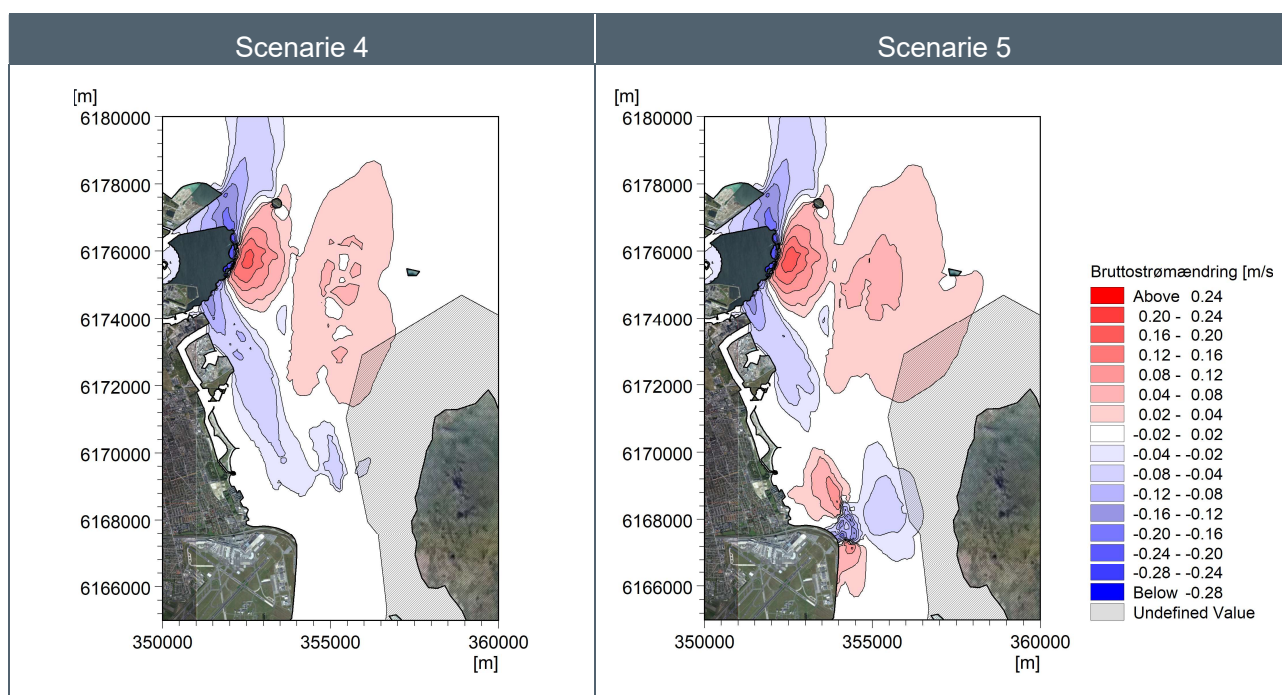 Scenarie 4
Scenarie 5
[m]
6180000
6178000
6176000
6174000
6172000
6170000
6168000
6166000
350000
355000
360000
[m]
[m]
6180000
6178000
6176000
6174000
6172000
6170000
6168000
6166000
350000
355000
360000
[m]
Bruttostrømændring [m/s
Above 0.24
0.20 - 0.24
0.16 - 0.20
0.12 - 0.16
0.08 - 0.12
0.04 - 0.08
0.02 - 0.04
-0.02 - 0.02
-0.04 - -0.02
-0.08 - -0.04
-0.12 - -0.08
-0.16 - -0.12
-0.20 - -0.16
-0.24 - -0.20
-0.28 - -0.24
Below -0.28
Undefined Value